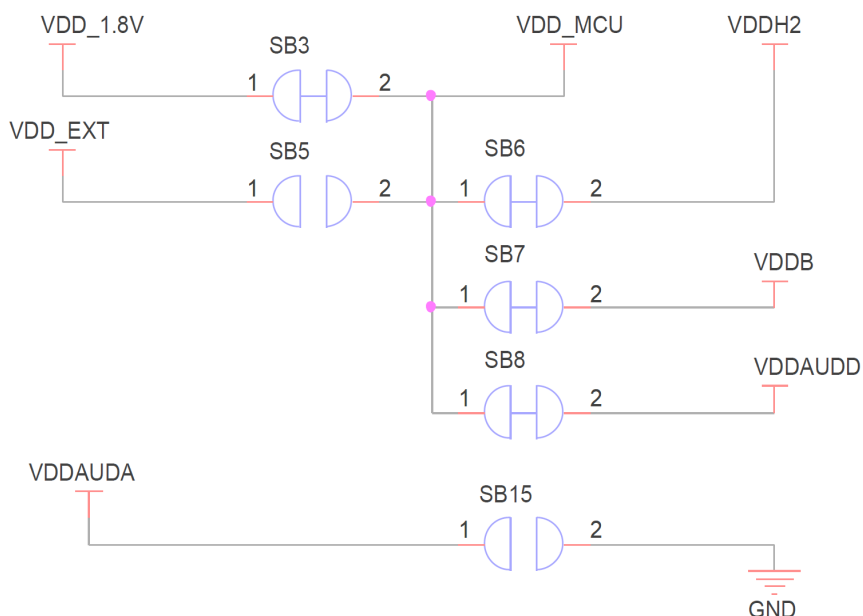 VDD_1.8V
VDD_MCU
VDDH2
SB3
1 2
VDD_EXT
SB5
1 2
SB6
1 2
SB7
1 2
VDDB
SB8
1 2
VDDAUDD
VDDAUDA
SB15
1 2
GND